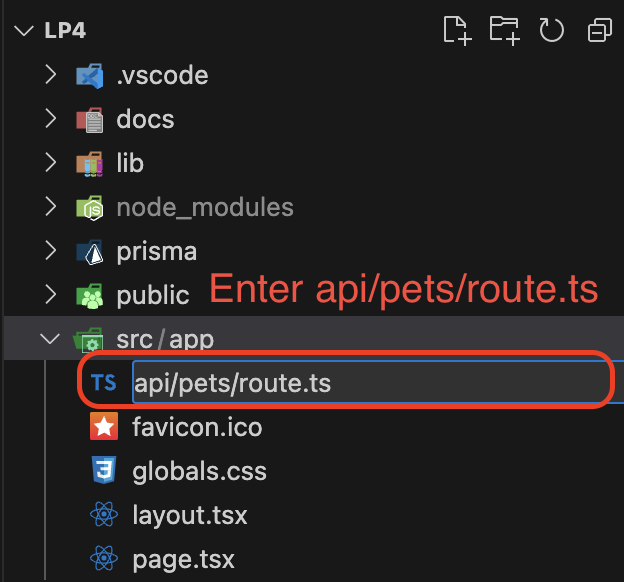 LP4
.vscode
docs
lib
node_modules
prisma
public
Enter api/pets/route.ts
src/app
TS api/pets/route.ts
favicon.ico
globals.css
layout.tsx
page.tsx